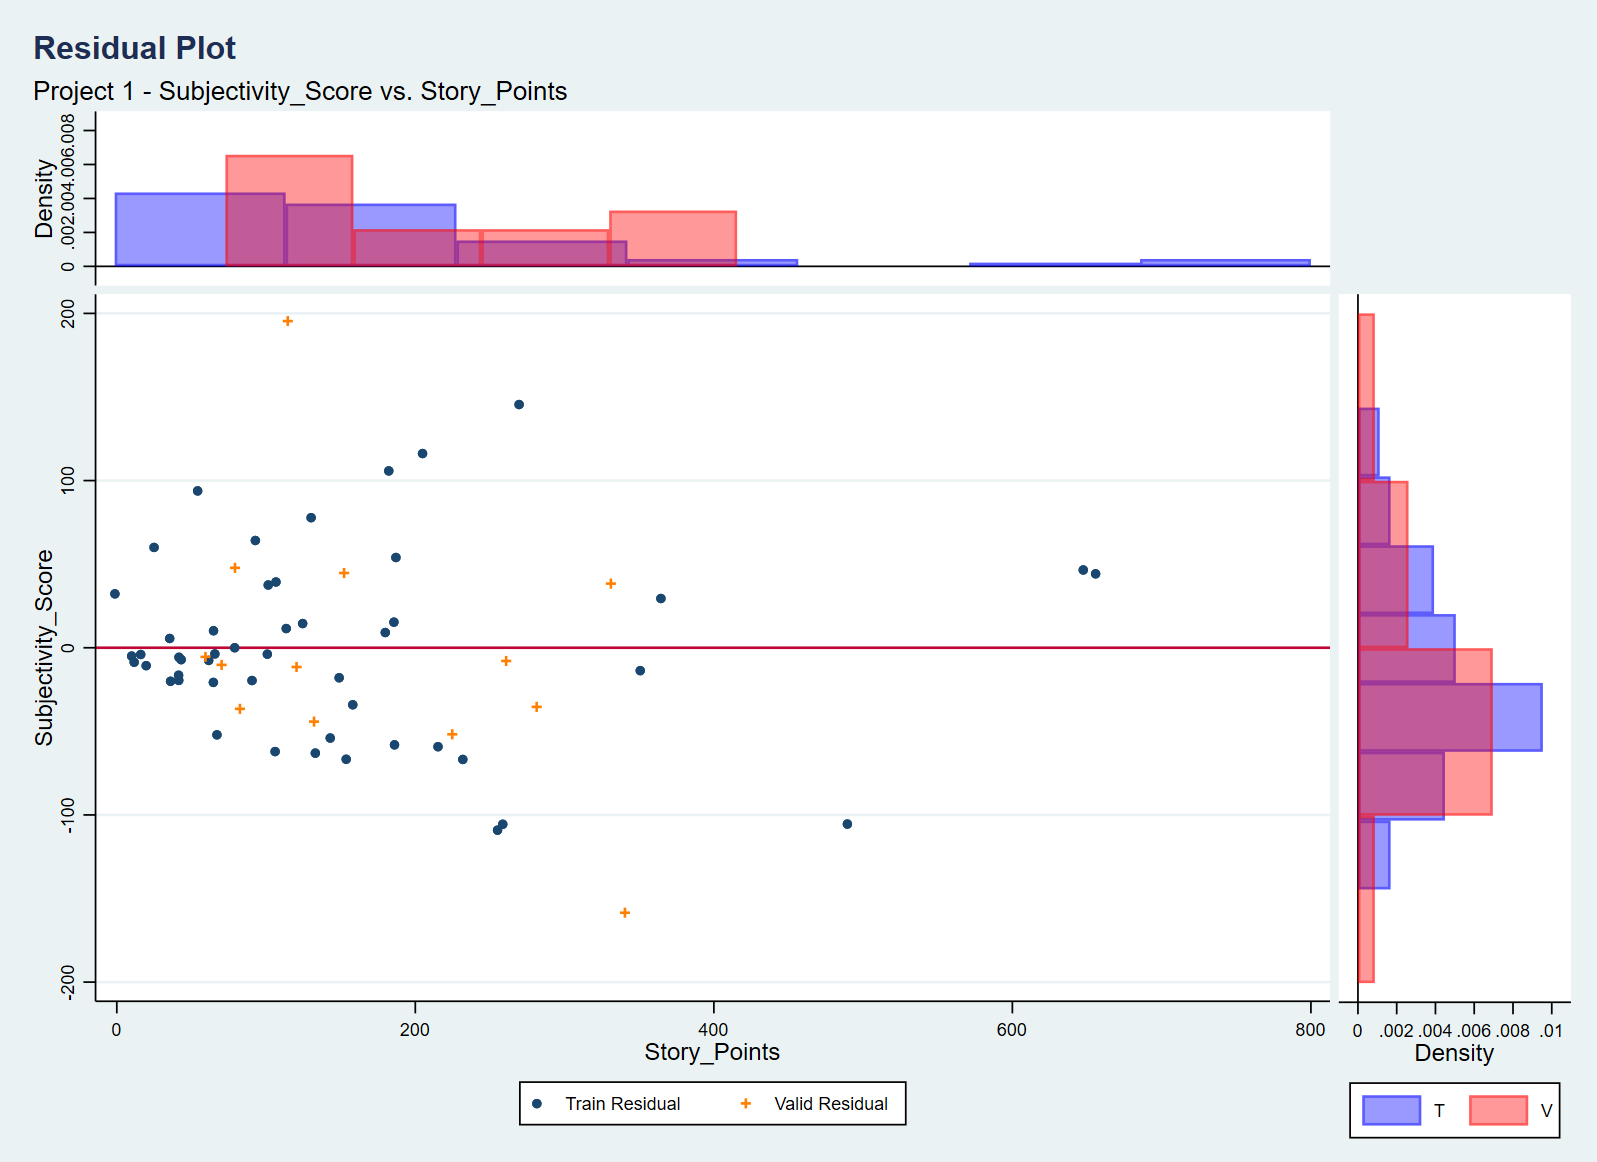 Residual Plot
Project 1 - Subjectivity_Score vs. Story_Points
Density
0 .002 .004 .006 .008
Subjectivity_Score
200
100
0
-100
-200
0 200 400 600 800
Story_Points
0 .002 .004 .006 .008 .01
Density
Train Residual Valid Residual
T V